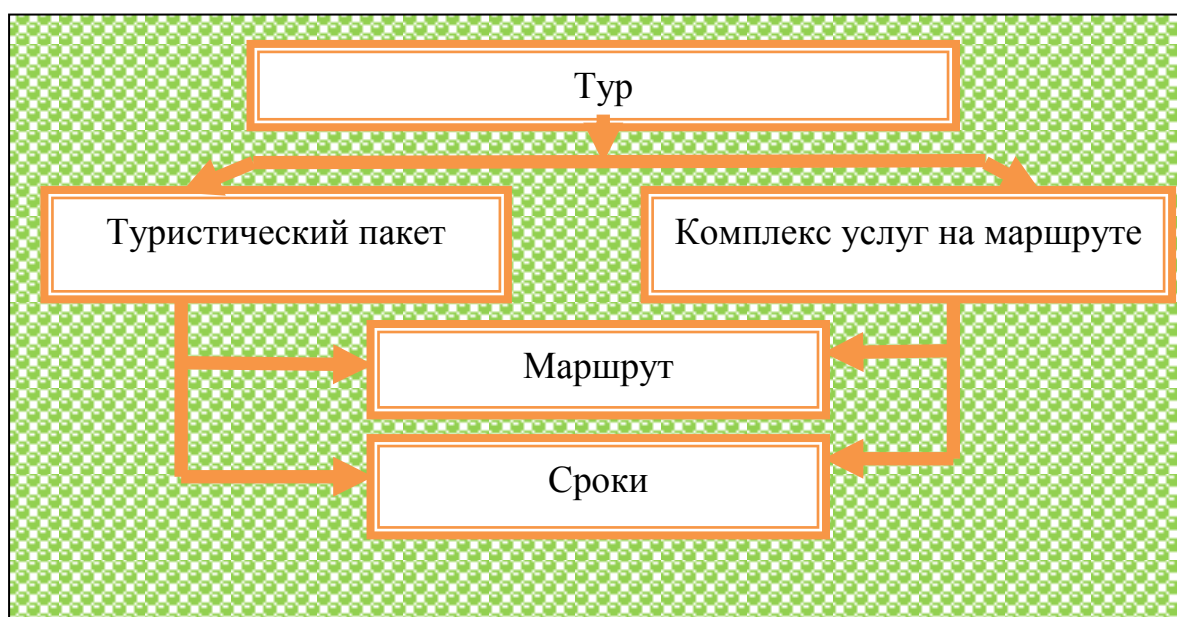 Тур
Туристический пакет
Комплекс услуг на маршруте
Маршрут
Сроки